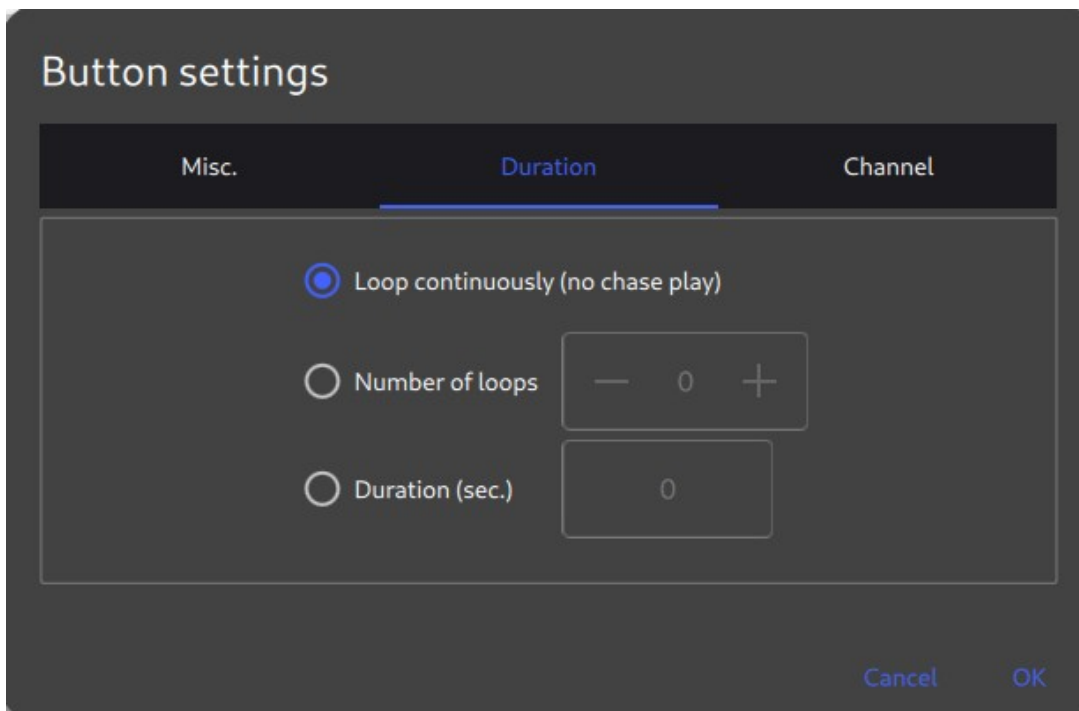 Button settings
Misc. Duration Channel
Loop continuously (no chase play)
Number of loops — 0 +
Duration (sec.) 0
Cancel OK